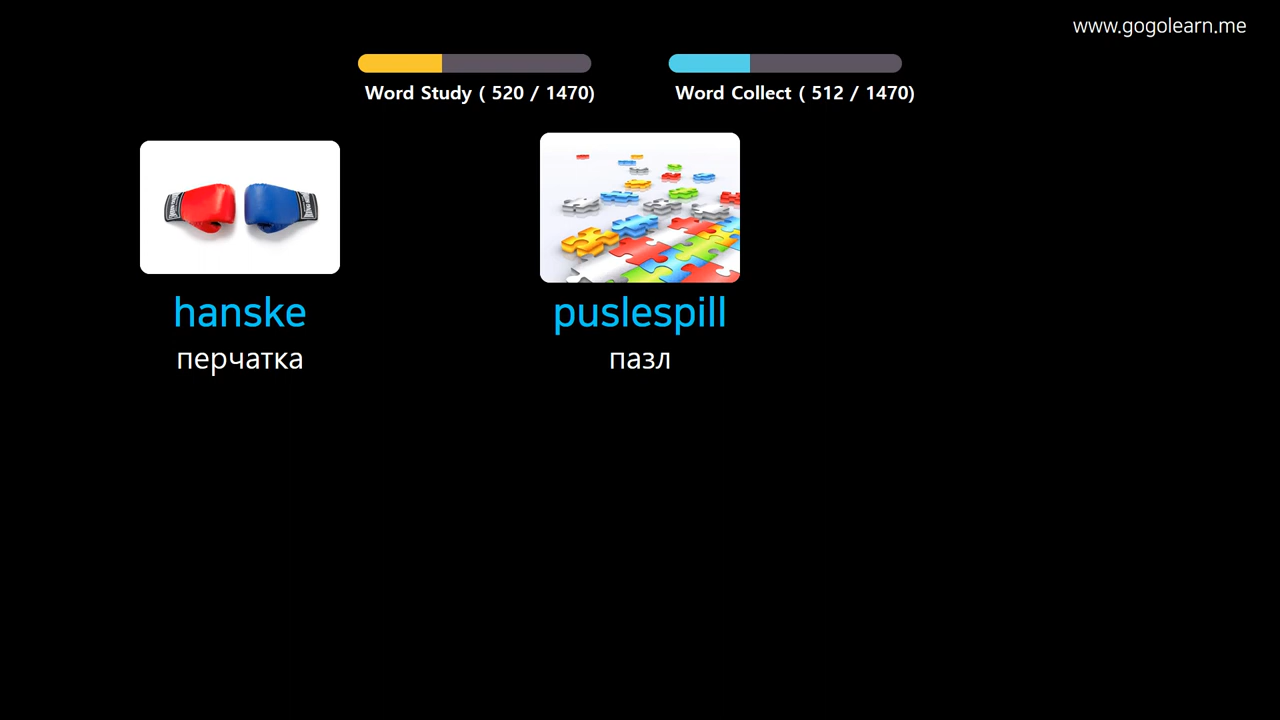 www.gogolearn.me
Word Study ( 520 / 1470)
Word Collect ( 512 / 1470)
hanske
puslespill
перчатка
пазл